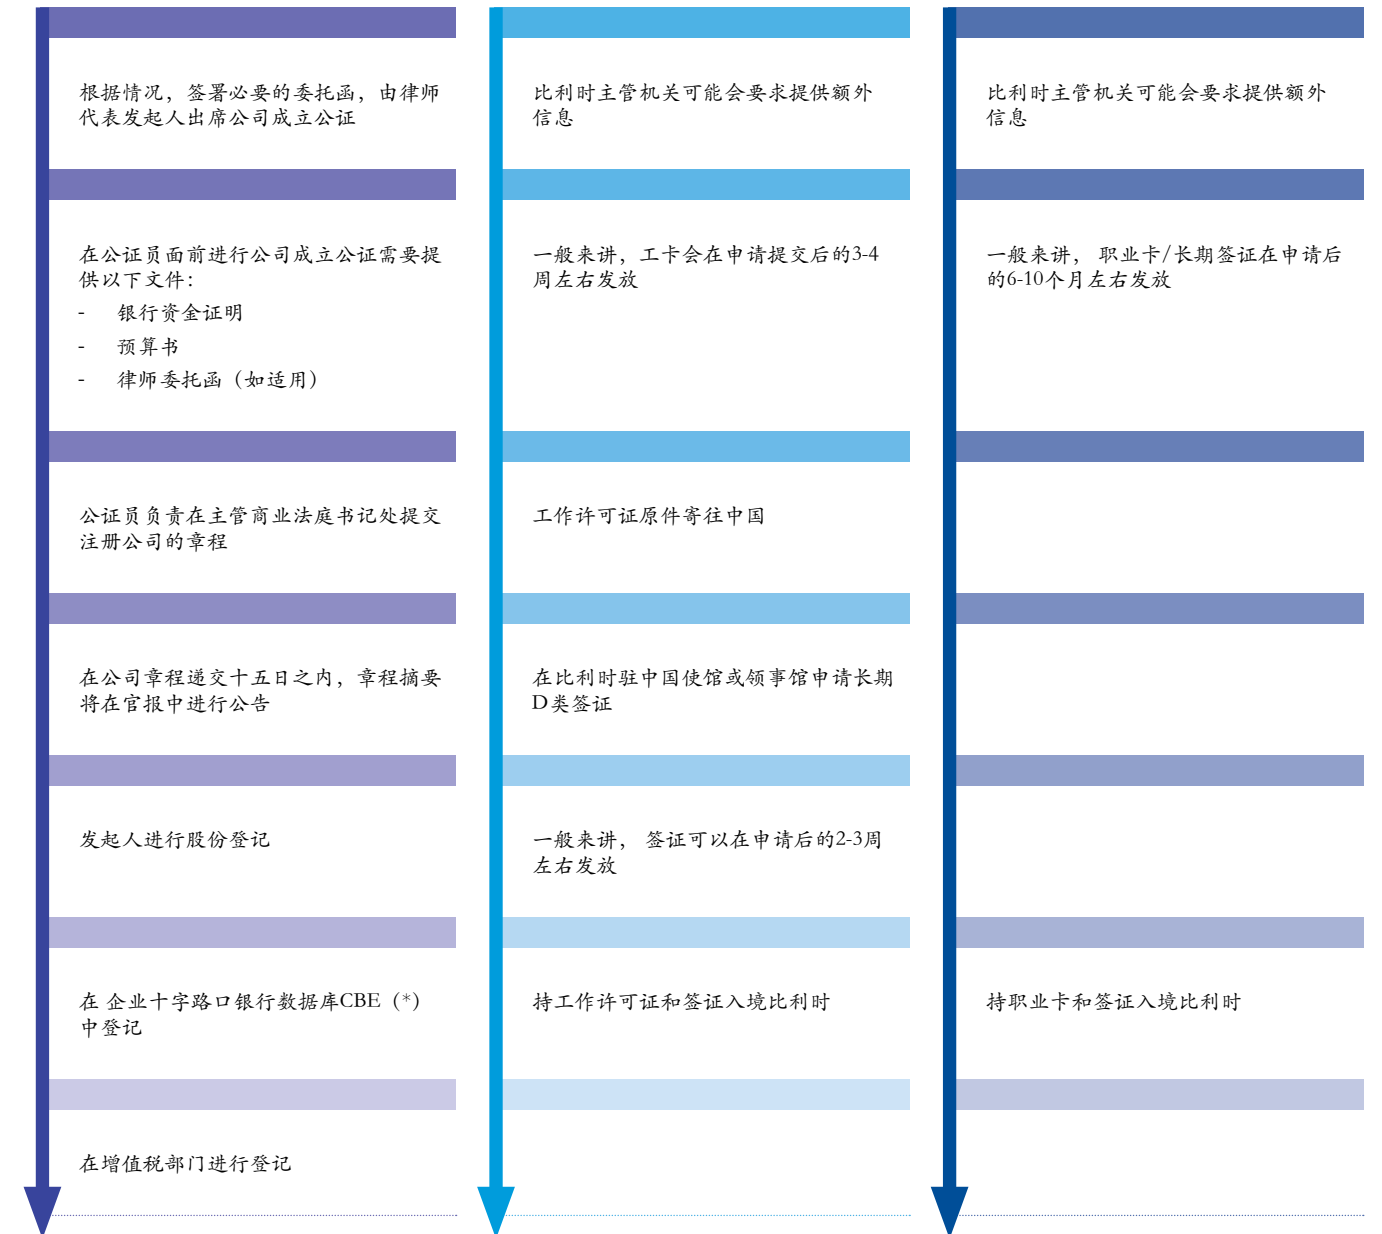 根据情况，签署必要的委托函，由律师
代表发起人出席公司成立公证
在公证员面前进行公司成立公证需要提
供以下文件：
- 银行资金证明
- 预算书
- 律师委托函（如适用）
公证员负责在主管商业法庭书记处提交
注册公司的章程
在公司章程递交十五日之内，章程摘要
将在官报中进行公告
发起人进行股份登记
在 企业十字路口银行数据库CBE（*）
中登记
在增值税部门进行登记
比利时主管机关可能会要求提供额外
信息
一般来讲，工卡会在申请提交后的3-4
周左右发放
工作许可证原件寄往中国
在比利时驻中国使馆或领事馆申请长期
D类签证
一般来讲， 签证可以在申请后的2-3周
左右发放
持工作许可证和签证入境比利时
比利时主管机关可能会要求提供额外
信息
一般来讲， 职业卡/长期签证在申请后
的6-10个月左右发放
持职业卡和签证入境比利时